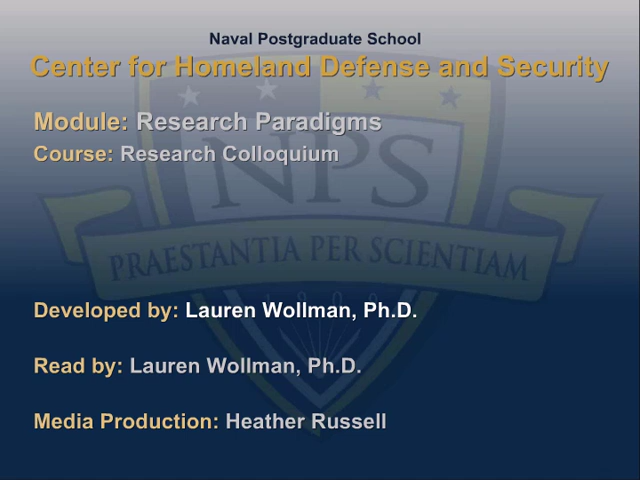 Naval Postgraduate School
Center for Homeland Defense and Security
Module: Research Paradigms
Course: Research Colloquium
NPS
PRAESTANTIA PER SCIENTIAM
Developed by: Lauren Wollman, Ph.D.
Read by: Lauren Wollman, Ph.D.
Media Production: Heather Russell